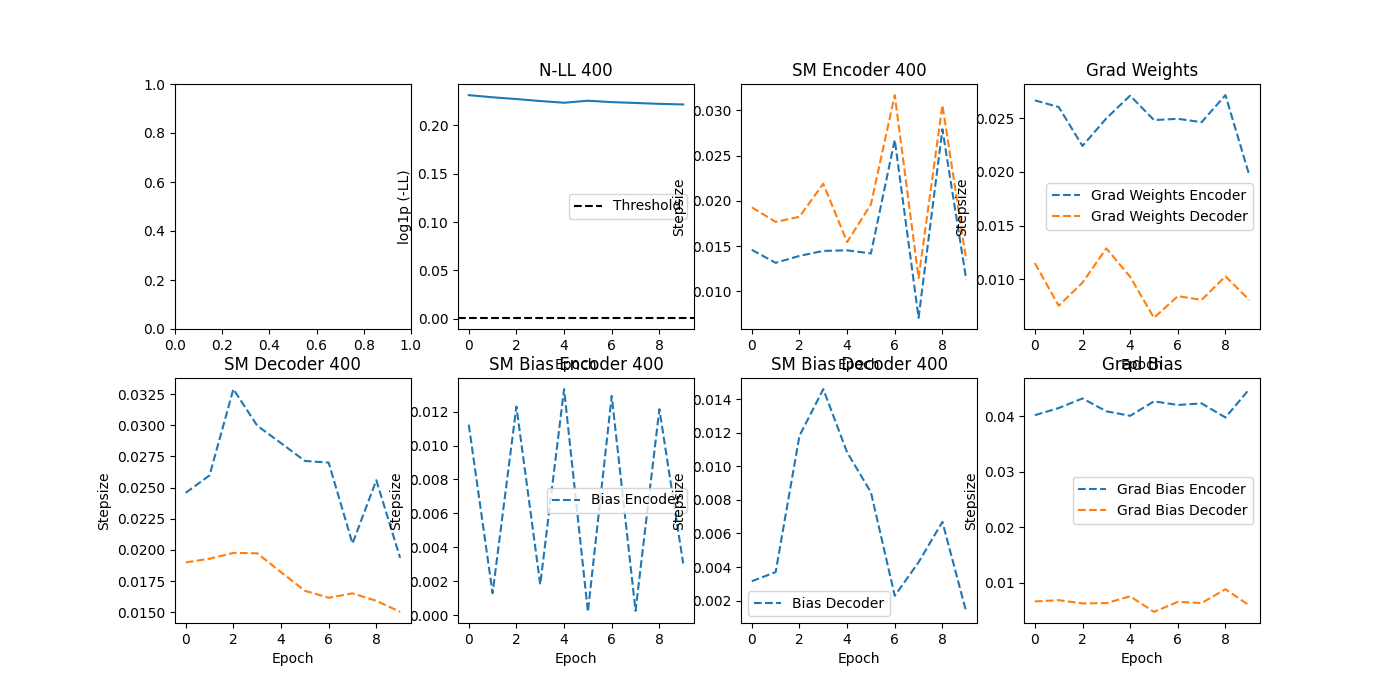 N-LL 400
SM Encoder 400
Grad Weights
1.0
0.8
0.6
0.4
0.2
0.0
0.0 0.2 0.4 0.6 0.8 1.0
log1p (-LL)
0.20
0.15
0.10
0.05
0.00
Threshold
0 2 4 6 8
Epoch
Stepsize
0.030
0.025
0.020
0.015
0.010
0 2 4 6 8
Epoch
Stepsize
0.025
0.020
0.015
0.010
Grad Weights Encoder
Grad Weights Decoder
0 2 4 6 8
Epoch
SM Decoder 400
SM Bias Encoder 400
SM Bias Decoder 400
Grad Bias
Stepsize
0.0325
0.0300
0.0275
0.0250
0.0225
0.0200
0.0175
0.0150
0 2 4 6 8
Epoch
Stepsize
0.012
0.010
0.008
0.006
0.004
0.002
0.000
Bias Encoder
0 2 4 6 8
Epoch
Stepsize
0.014
0.012
0.010
0.008
0.006
0.004
0.002
Bias Decoder
0 2 4 6 8
Epoch
Stepsize
0.04
0.03
0.02
0.01
Grad Bias Encoder
Grad Bias Decoder
0 2 4 6 8
Epoch